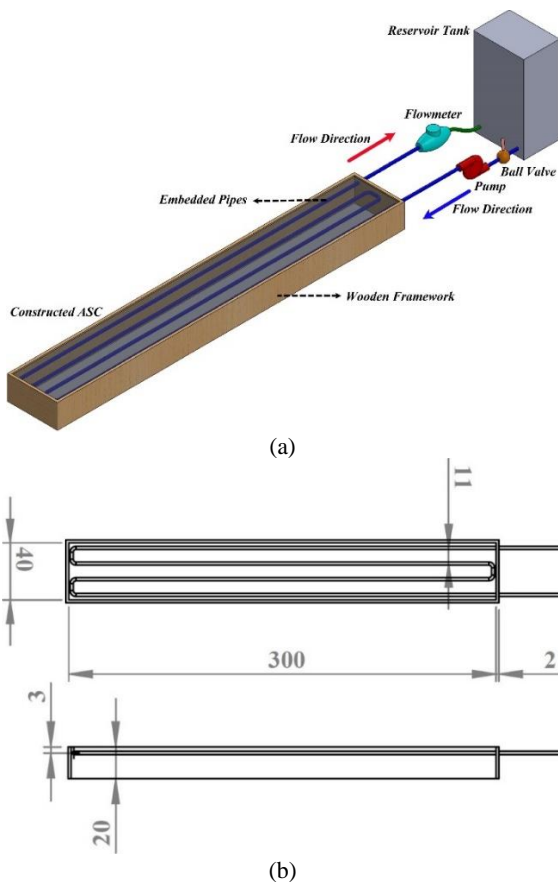 Reservoir Tank
Flowmeter
Flow Direction
Ball Valve
Pump
Embedded Pipes
Flow Direction
Wooden Framework
Constructed ASC
(a)
11
40
300
2
3
20
(b)